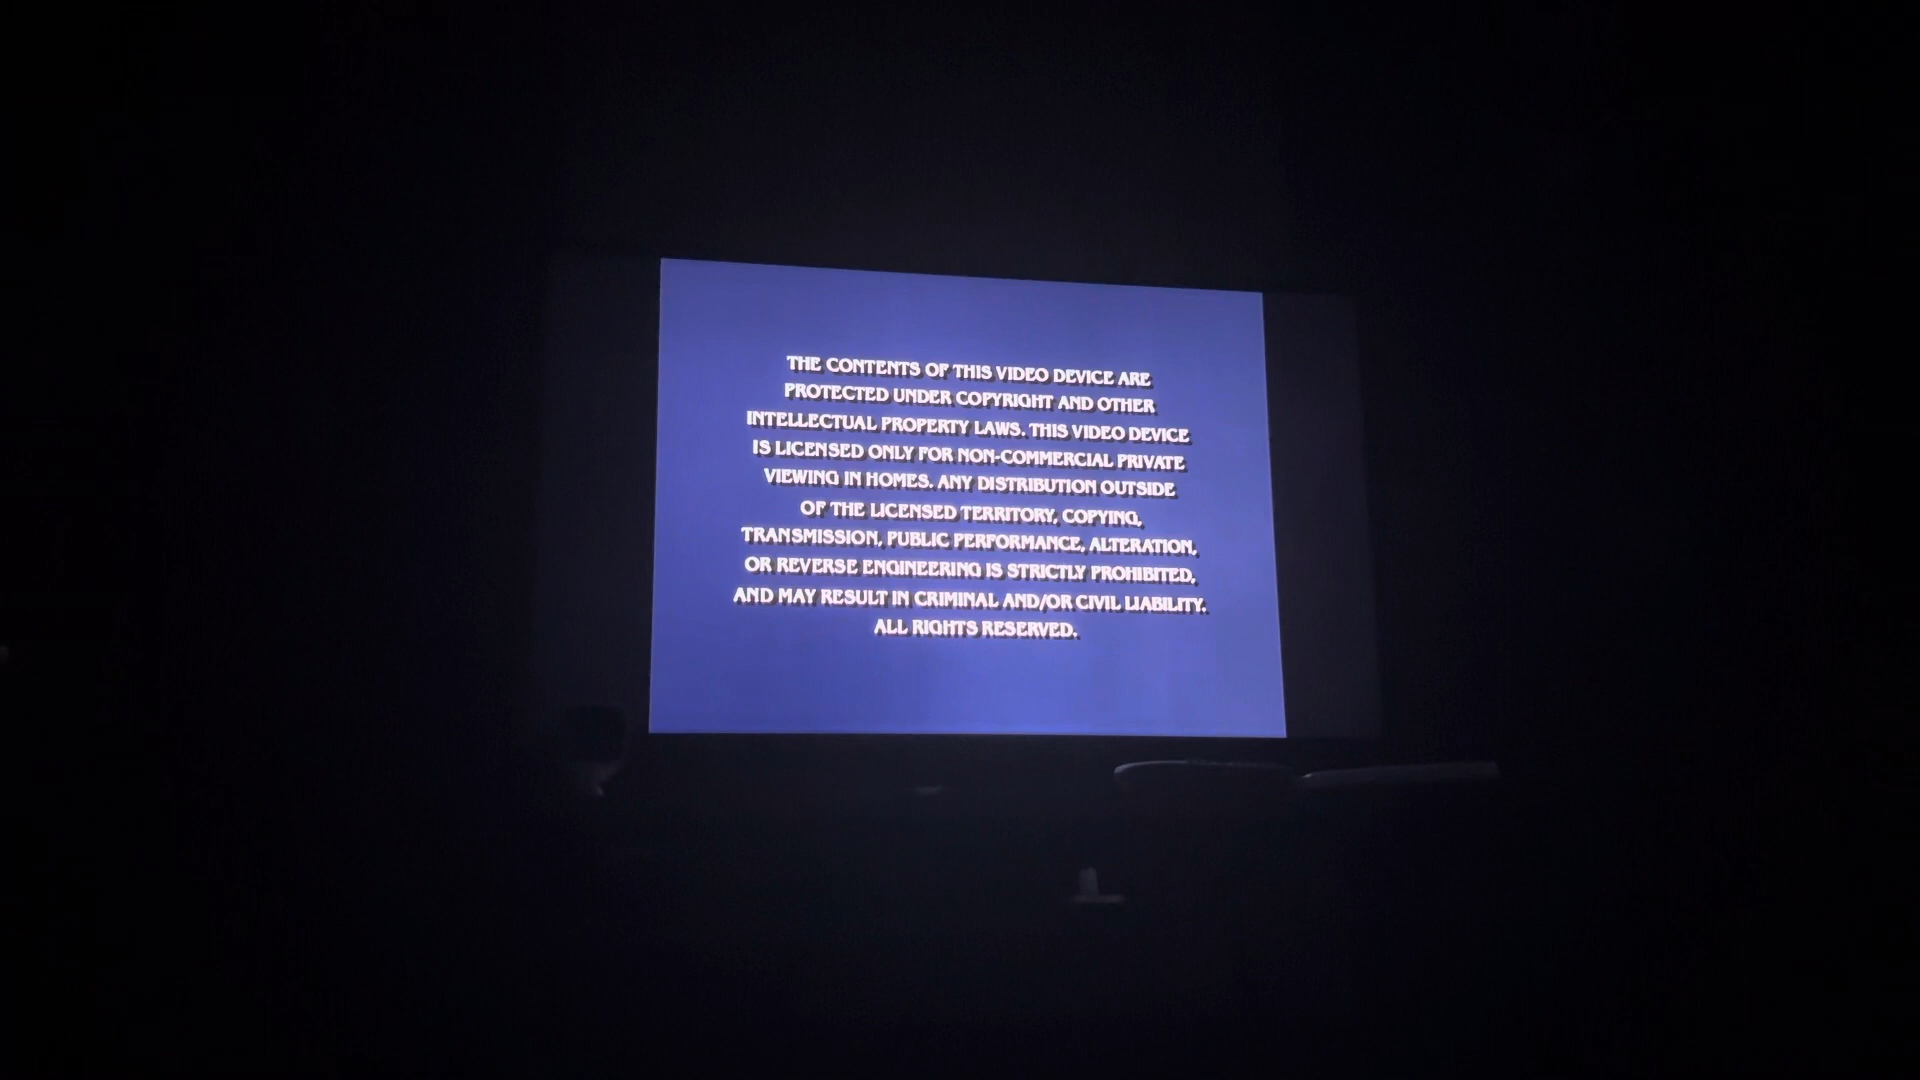 THE CONTENTS OF THIS VIDEO DEVICE ARE
PROTECTED UNDER COPYRIGHT AND OTHER
INTELLECTUAL PROPERTY LAWS. THIS VIDEO DEVICE
IS LICENSED ONLY FOR NON-COMMERCIAL PRIVATE
VIEWING IN HOMES. ANY DISTRIBUTION OUTSIDE
OF THE LICENSED TERRITORY, COPYING,
TRANSMISSION, PUBLIC PERFORMANCE, ALTERATION,
OR REVERSE ENGINEERING IS STRICTLY PROHIBITED,
AND MAY RESULT IN CRIMINAL AND/OR CIVIL LIABILITY.
ALL RIGHTS RESERVED.